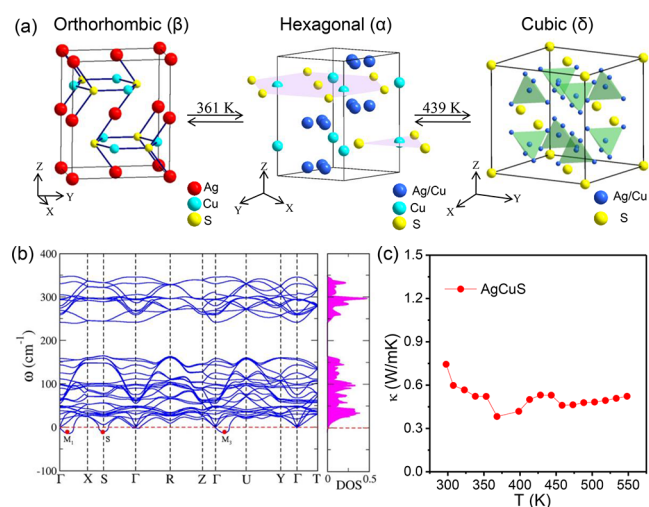 (a)
Orthorhombic (β)
Hexagonal (α)
Cubic (δ)
361 K
439 K
Z
Y
X
Ag
Cu
S
Z
Y
X
Ag/Cu
Cu
S
Z
X
Y
Ag/Cu
S
(b)
ω (cm⁻¹)
400
300
200
100
0
-100
M₁
S
M₃
Γ X S Γ R Z Γ U Y Γ T
0 DOS 0.5
(c)
κ (W/mK)
1.5
1.2
0.9
0.6
0.3
0.0
AgCuS
300 350 400 450 500 550
T (K)